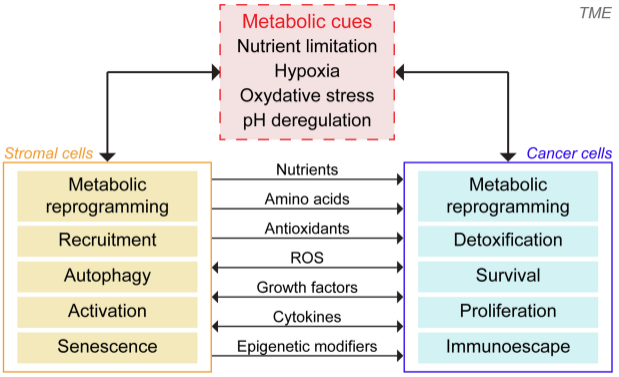 TME
Metabolic cues
Nutrient limitation
Hypoxia
Oxydative stress
pH deregulation
Stromal cells
Metabolic
reprogramming
Recruitment
Autophagy
Activation
Senescence
Nutrients
Amino acids
Antioxidants
ROS
Growth factors
Cytokines
Epigenetic modifiers
Cancer cells
Metabolic
reprogramming
Detoxification
Survival
Proliferation
Immunoescape